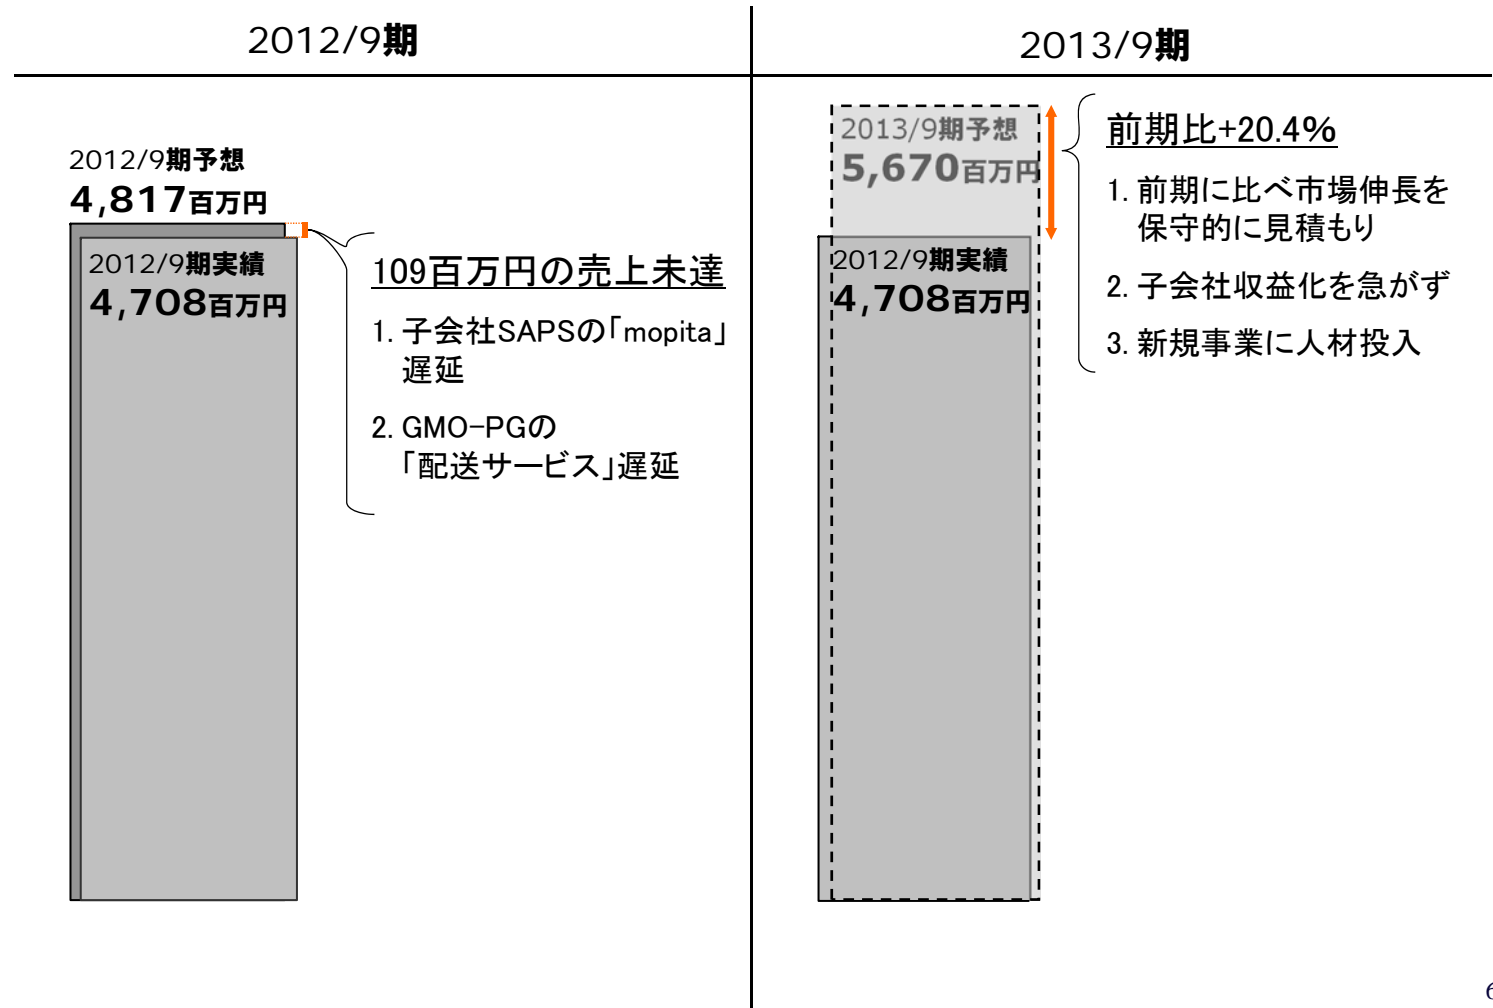 2012/9期
2012/9期予想
4,817百万円
2012/9期実績
4,708百万円
109百万円の売上未達
1. 子会社SAPSの「mopita」
遅延
2. GMO-PGの
「配送サービス」遅延
2013/9期
2013/9期予想
5,670百万円
2012/9期実績
4,708百万円
前期比+20.4%
1. 前期に比べ市場伸長を
保守的に見積もり
2. 子会社収益化を急がず
3. 新規事業に人材投入
6